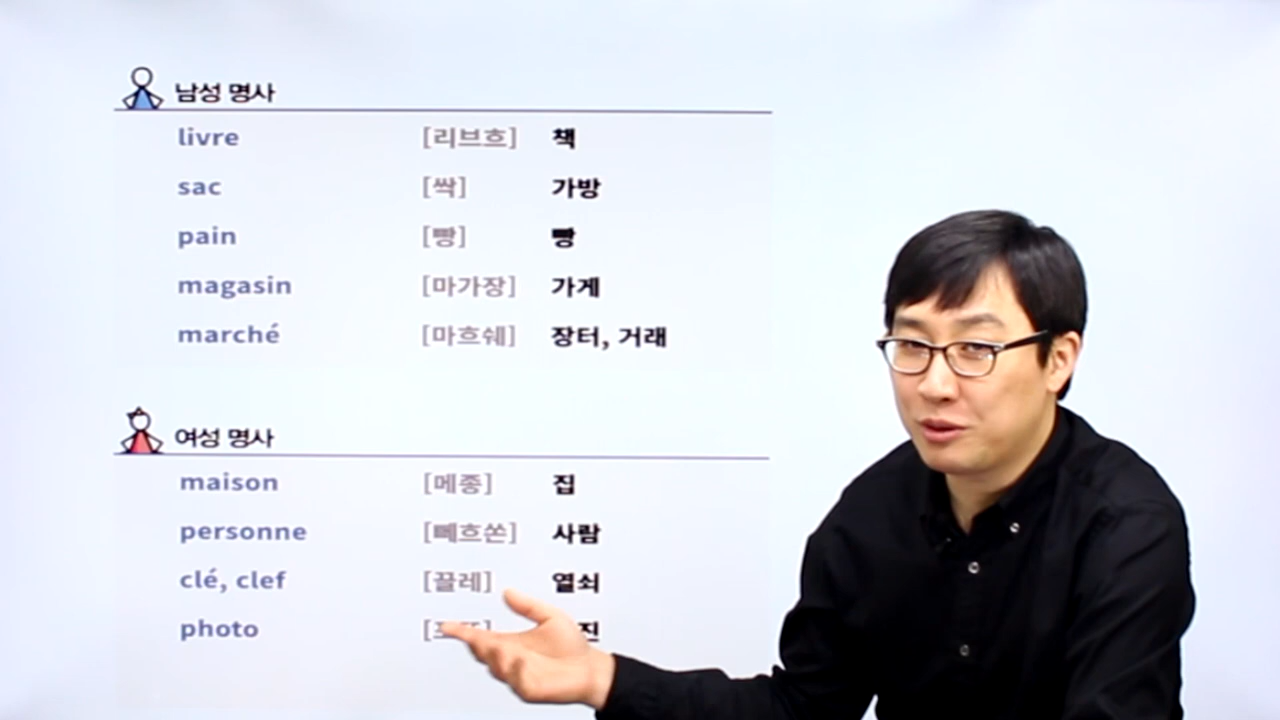 남성 명사
livre [리브흐] 책
sac [싹] 가방
pain [빵] 빵
magasin [마가장] 가게
marché [마흐쉐] 장터, 거래
여성 명사
maison [메종] 집
personne [뻬흐쏜] 사람
clé, clef [끌레] 열쇠
photo